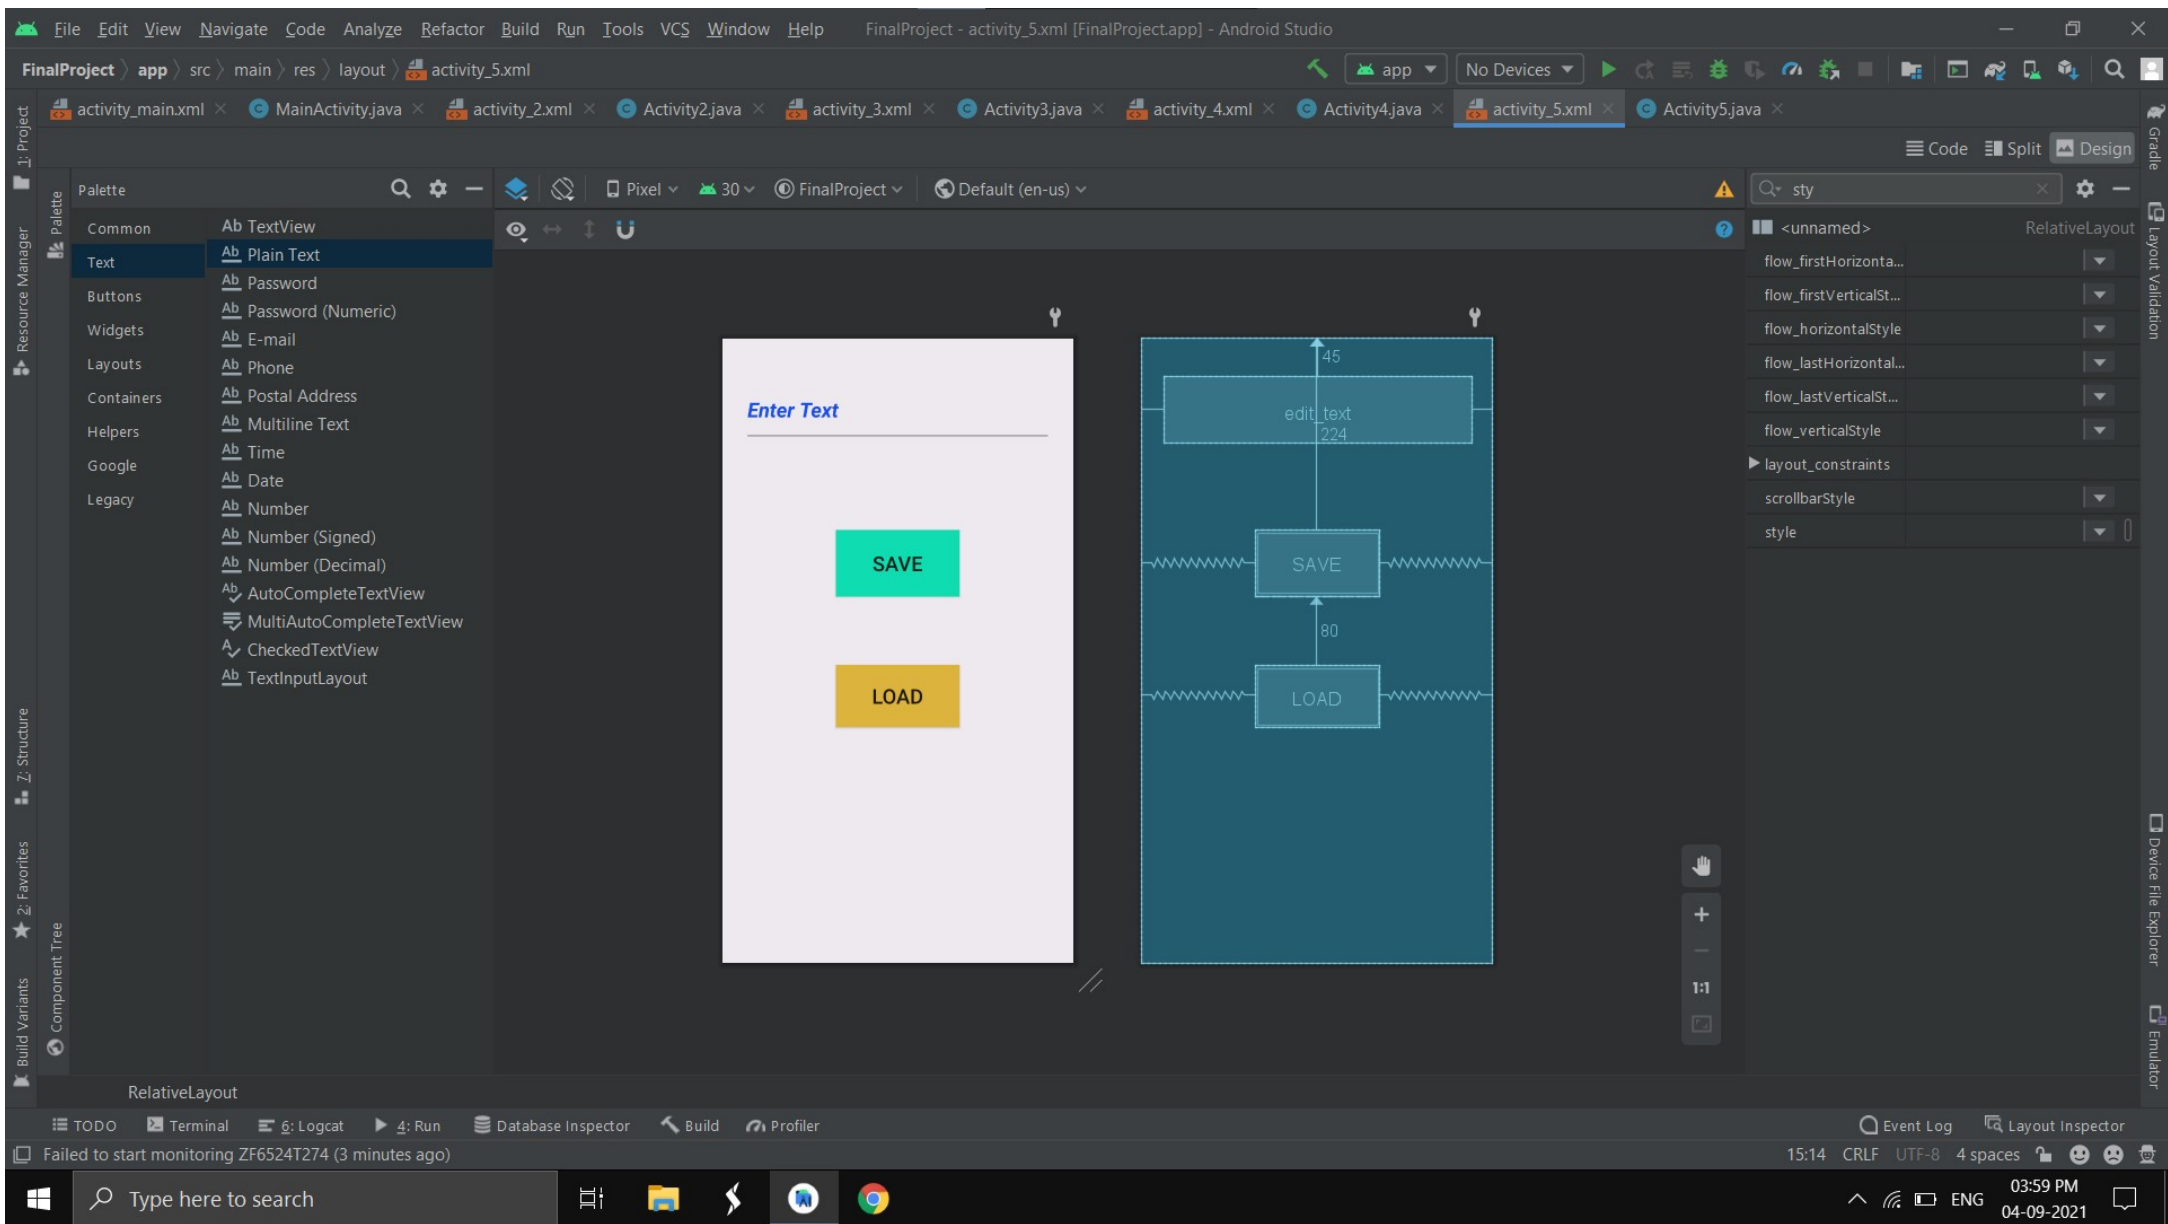 File Edit View Navigate Code Analyze Refactor Build Run Tools VCS Window Help FinalProject - activity_5.xml [FinalProject.app] - Android Studio
FinalProject app src main res layout activity_5.xml app No Devices
activity_main.xml MainActivity.java activity_2.xml Activity2.java activity_3.xml Activity3.java activity_4.xml Activity4.java activity_5.xml Activity5.java
Code Split Design
Palette Pixel 30 FinalProject Default (en-us) sty
<unnamed> RelativeLayout
Common
Text
Buttons
Widgets
Layouts
Containers
Helpers
Google
Legacy
Ab TextView
Ab Plain Text
Ab Password
Ab Password (Numeric)
Ab E-mail
Ab Phone
Ab Postal Address
Ab Multiline Text
Ab Time
Ab Date
Ab Number
Ab Number (Signed)
Ab Number (Decimal)
Ab AutoCompleteTextView
MultiAutoCompleteTextView
A CheckedTextView
Ab TextInputLayout
Enter Text
SAVE
LOAD
45
edit_text
224
SAVE
80
LOAD
1:1
flow_firstHorizonta...
flow_firstVerticalSt...
flow_horizontalStyle
flow_lastHorizontal...
flow_lastVerticalSt...
flow_verticalStyle
layout_constraints
scrollbarStyle
style
1: Project
Resource Manager
Z: Structure
2: Favorites
Build Variants
Palette
Component Tree
Gradle
Layout Validation
Device File Explorer
Emulator
RelativeLayout
TODO Terminal 6: Logcat 4: Run Database Inspector Build Profiler Event Log Layout Inspector
Failed to start monitoring ZF6524T274 (3 minutes ago) 15:14 CRLF UTF-8 4 spaces
Type here to search ENG 03:59 PM
04-09-2021